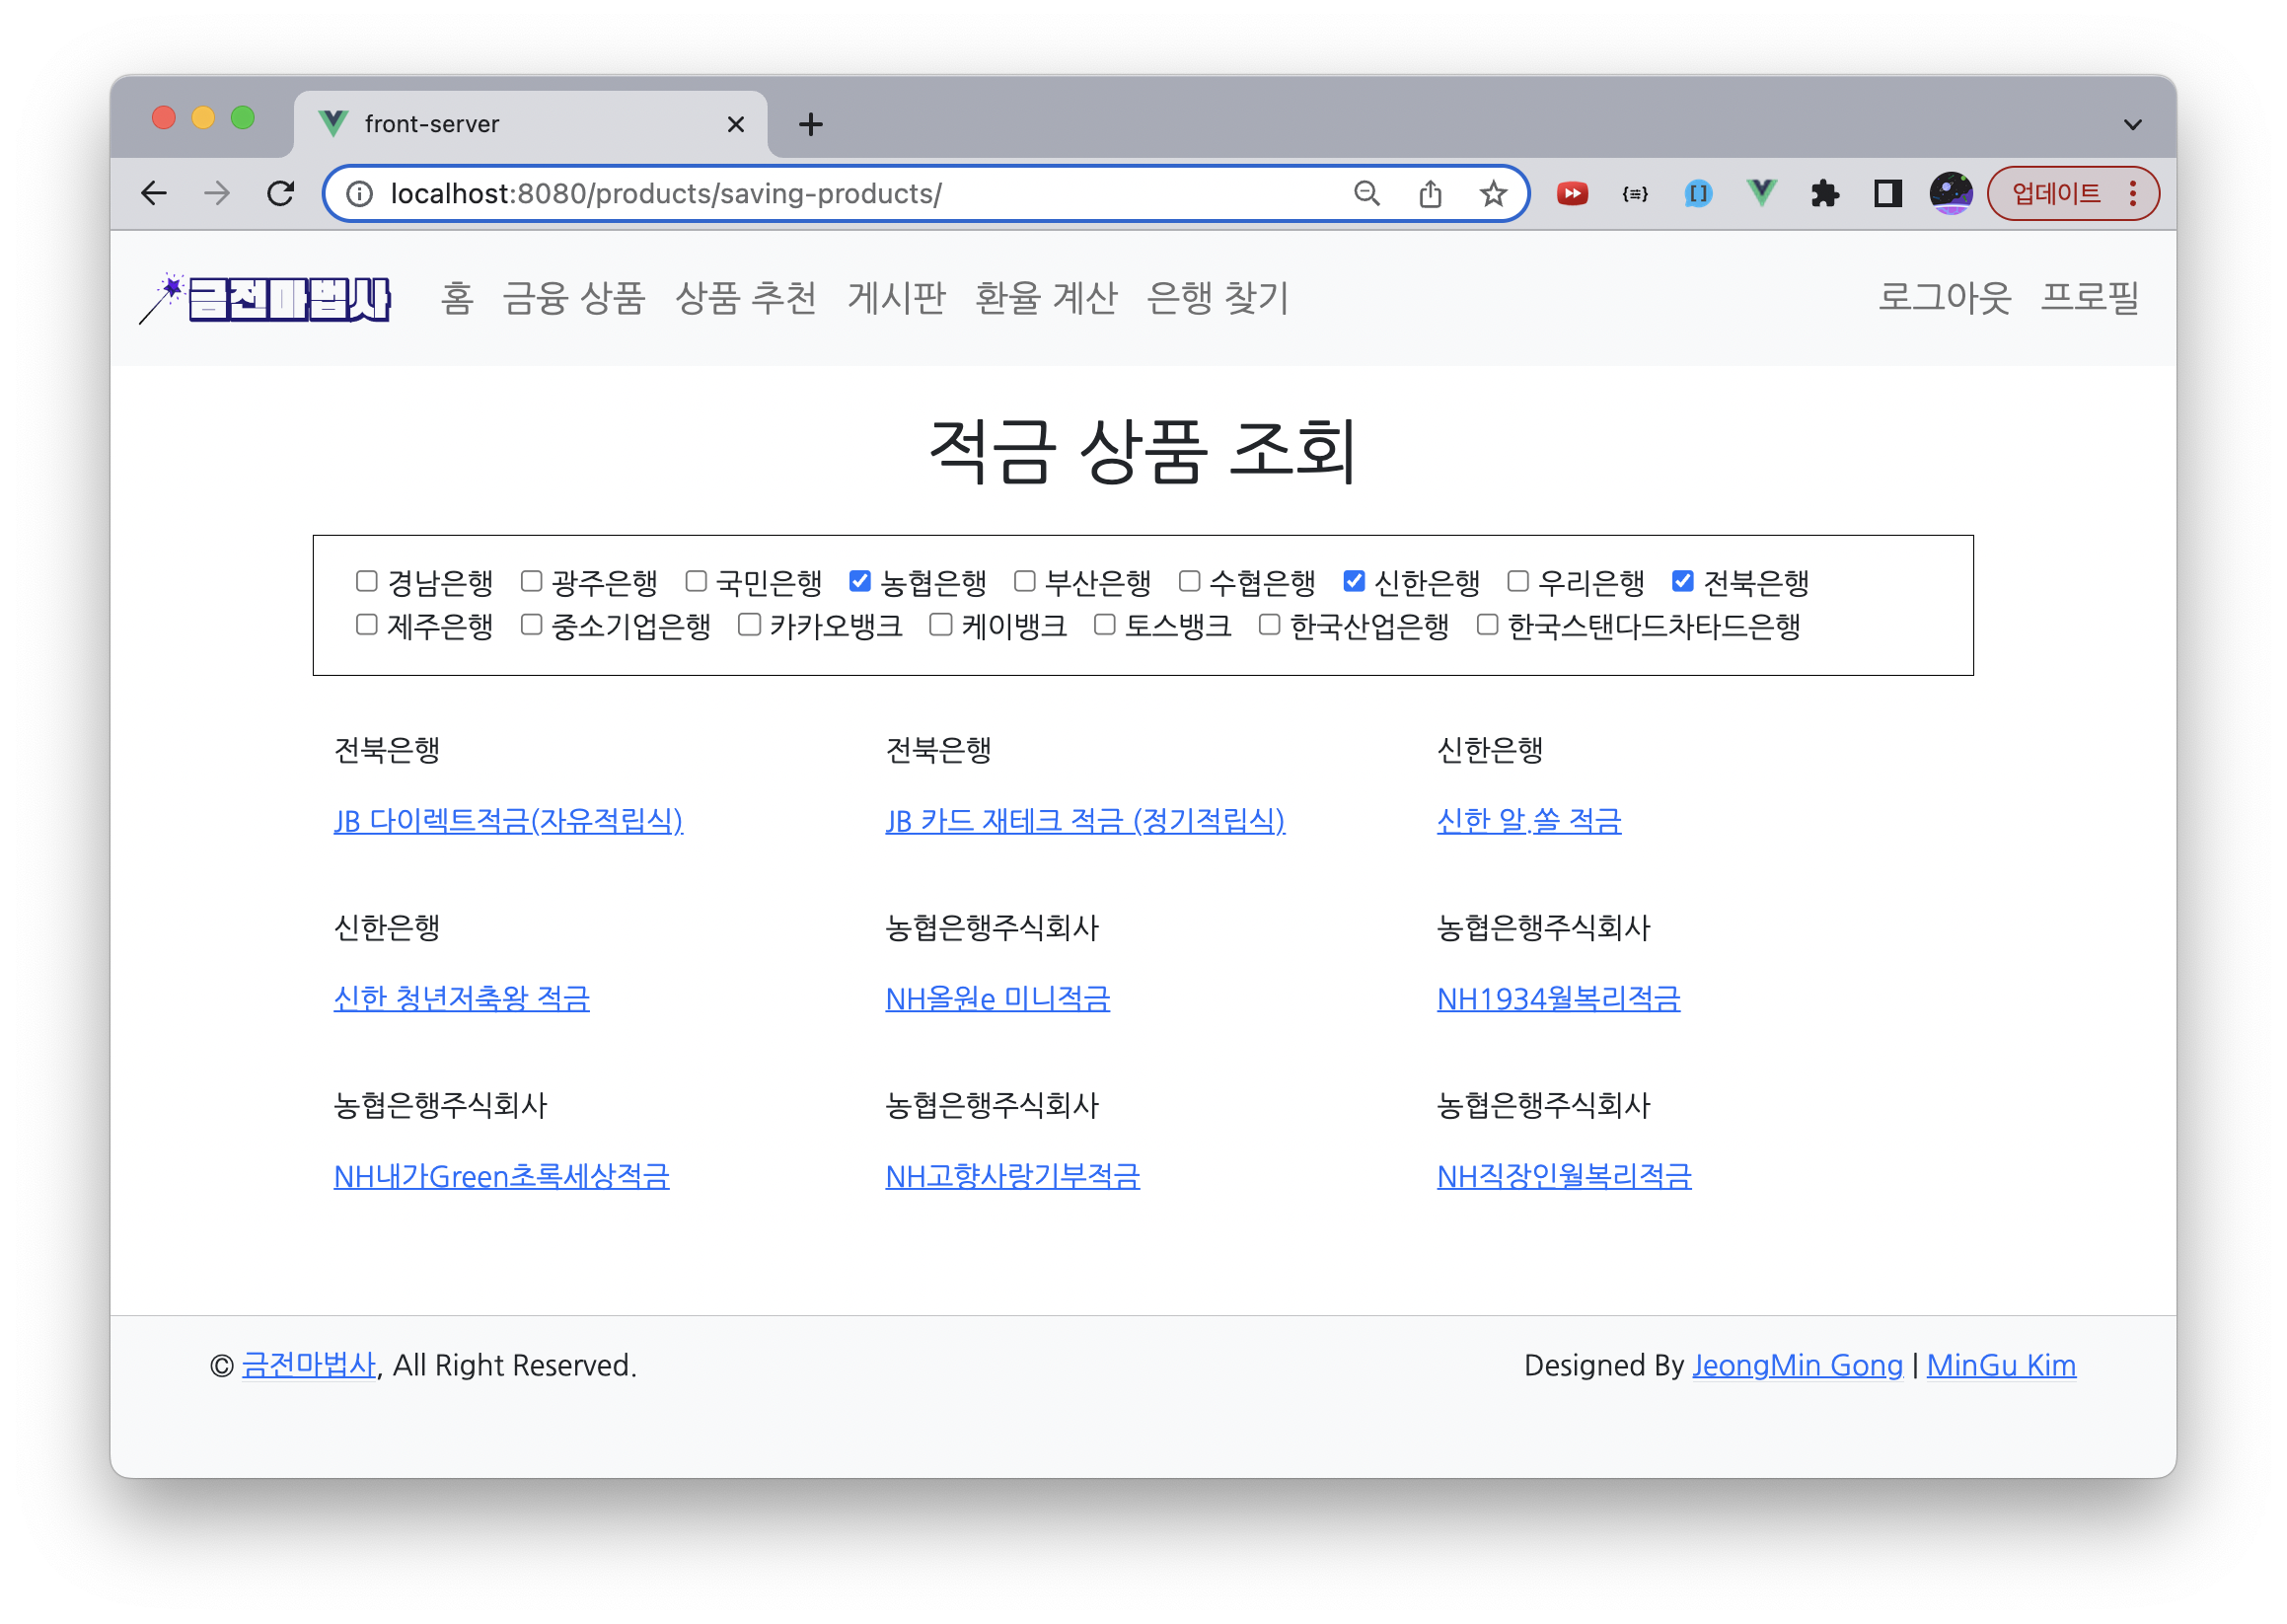 front-server
localhost:8080/products/saving-products/
업데이트
금전마법사 홈 금융 상품 상품 추천 게시판 환율 계산 은행 찾기 로그아웃 프로필
적금 상품 조회
경남은행 광주은행 국민은행 농협은행 부산은행 수협은행 신한은행 우리은행 전북은행
제주은행 중소기업은행 카카오뱅크 케이뱅크 토스뱅크 한국산업은행 한국스탠다드차타드은행
전북은행 전북은행 신한은행
JB 다이렉트적금(자유적립식) JB 카드 재테크 적금 (정기적립식) 신한 알.쏠 적금
신한은행 농협은행주식회사 농협은행주식회사
신한 청년저축왕 적금 NH올원e 미니적금 NH1934월복리적금
농협은행주식회사 농협은행주식회사 농협은행주식회사
NH내가Green초록세상적금 NH고향사랑기부적금 NH직장인월복리적금
© 금전마법사, All Right Reserved. Designed By JeongMin Gong | MinGu Kim